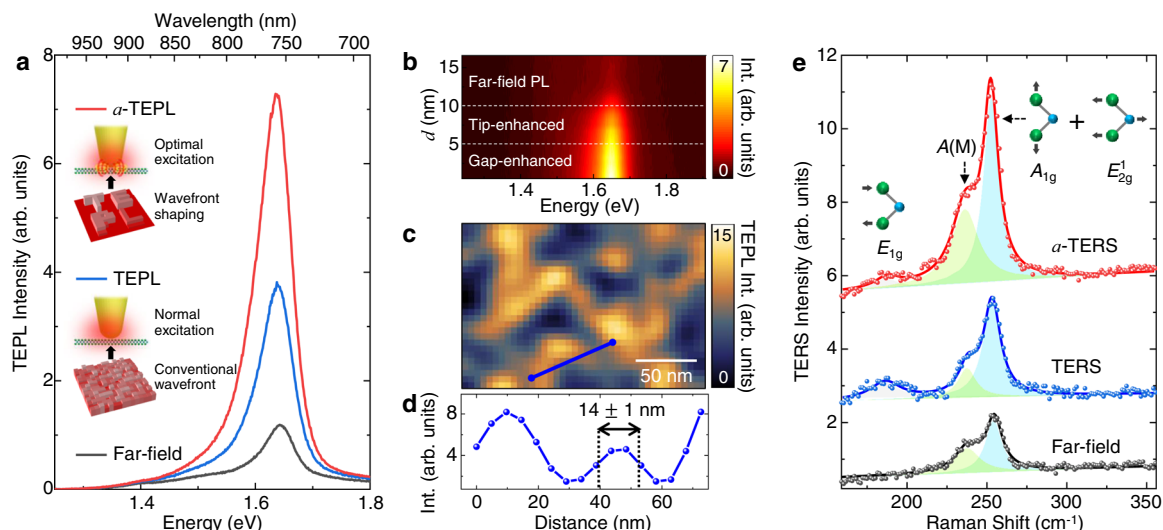 Wavelength (nm)
925 900 850 800 750 700
a
8
7
6
5
4
3
2
1
0
TEPL Intensity (arb. units)
a-TEPL
Optimal
excitation
Wavefront
shaping
TEPL
Normal
excitation
Conventional
wavefront
Far-field
1.4 1.6 1.8
Energy (eV)
b
15
10
5
0
d (nm)
Far-field PL
Tip-enhanced
Gap-enhanced
1.4 1.6 1.8
Energy (eV)
7
0
Int. (arb. units)
c
50 nm
15
0
TEPL Int. (arb. units)
d
8
4
Int. (arb. units)
14 ± 1 nm
0 20 40 60
Distance (nm)
e
12
10
8
6
4
2
TERS Intensity (arb. units)
A(M)
A1g
+
E12g
E1g
a-TERS
TERS
Far-field
200 250 300 350
Raman Shift (cm-1)